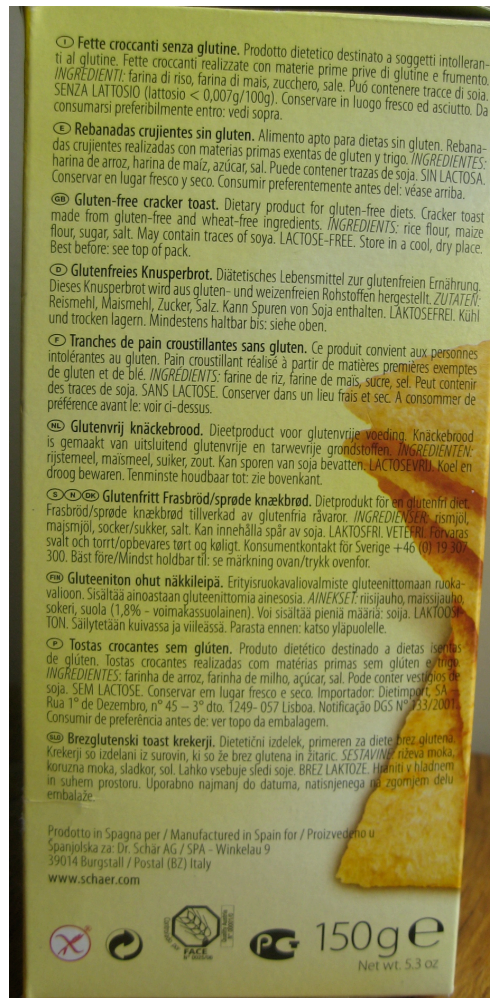 I Fette croccanti senza glutine. Prodotto dietetico destinato a soggetti intolleran-
ti al glutine. Fette croccanti realizzate con materie prime prive di glutine e frumento.
INGREDIENTI: farina di riso, farina di mais, zucchero, sale. Puó contenere tracce di soia.
SENZA LATTOSIO (lattosio < 0,007g/100g). Conservare in luogo fresco ed asciutto. Da
consumarsi preferibilmente entro: vedi sopra.
E Rebanadas crujientes sin gluten. Alimento apto para dietas sin gluten. Rebana-
das crujientes realizadas con materias primas exentas de gluten y trigo. INGREDIENTES:
harina de arroz, harina de maíz, azúcar, sal. Puede contener trazas de soja. SIN LACTOSA.
Conservar en lugar fresco y seco. Consumir preferentemente antes del: véase arriba.
GB Gluten-free cracker toast. Dietary product for gluten-free diets. Cracker toast
made from gluten-free and wheat-free ingredients. INGREDIENTS: rice flour, maize
flour, sugar, salt. May contain traces of soya. LACTOSE-FREE. Store in a cool, dry place.
Best before: see top of pack.
D Glutenfreies Knusperbrot. Diätetisches Lebensmittel zur glutenfreien Ernährung.
Dieses Knusperbrot wird aus gluten- und weizenfreien Rohstoffen hergestellt. ZUTATEN:
Reismehl, Maismehl, Zucker, Salz. Kann Spuren von Soja enthalten. LAKTOSEFREI. Kühl
und trocken lagern. Mindestens haltbar bis: siehe oben.
F Tranches de pain croustillantes sans gluten. Ce produit convient aux personnes
intolérantes au gluten. Pain croustillant réalisé à partir de matières premières exemptes
de gluten et de blé. INGRÉDIENTS: farine de riz, farine de maïs, sucre, sel. Peut contenir
des traces de soja. SANS LACTOSE. Conserver dans un lieu frais et sec. A consommer de
préférence avant le: voir ci-dessus.
NL Glutenvrij knäckebrood. Dieetproduct voor glutenvrije voeding. Knäckebrood
is gemaakt van uitsluitend glutenvrije en tarwevrije grondstoffen. INGREDIËNTEN:
rijstemeel, maïsmeel, suiker, zout. Kan sporen van soja bevatten. LACTOSEVRIJ. Koel en
droog bewaren. Tenminste houdbaar tot: zie bovenkant.
S N DK Glutenfritt Frasbröd/sprøde knækbrød. Dietprodukt för en glutenfri diet.
Frasbröd/sprøde knækbrød tillverkad av glutenfria råvaror. INGREDIENSER: rismjöl,
majsmjöl, socker/sukker, salt. Kan innehålla spår av soja. LAKTOSFRI. VETEFRI. Förvaras
svalt och torrt/opbevares tørt og køligt. Konsumentkontakt för Sverige +46 (0) 19 307
300. Bäst före/Mindst holdbar til: se märkning ovan/trykk ovenfor.
FIN Gluteeniton ohut näkkileipä. Erityisruokavaliovalmiste gluteenittomaan ruoka-
valioon. Sisältää ainoastaan gluteenittomia ainesosia. AINEKSET: riisijauho, maissijauho,
sokeri, suola (1,8% - voimakassuolainen). Voi sisältää pieniä määriä: soija. LAKTOOSI-
TON. Säilytetään kuivassa ja viileässä. Parasta ennen: katso yläpuolelle.
P Tostas crocantes sem glúten. Produto dietético destinado a dietas isentas
de glúten. Tostas crocantes realizadas com matérias primas sem glúten e trigo.
INGREDIENTES: farinha de arroz, farinha de milho, açúcar, sal. Pode conter vestígios de
soja. SEM LACTOSE. Conservar em lugar fresco e seco. Importador: Dietimport, SA -
Rua 1º de Dezembro, nº 45 – 3º dto. 1249- 057 Lisboa. Notificação DGS Nº 133/2001.
Consumir de preferência antes de: ver topo da embalagem.
SLO Brezglutenski toast krekerji. Dietetični izdelek, primeren za diete brez glutena.
Krekerji so izdelani iz surovin, ki so že brez glutena in žitaric. SESTAVINE: riževa moka,
koruzna moka, sladkor, sol. Lahko vsebuje sledi soje. BREZ LAKTOZE. Hraniti v hladnem
in suhem prostoru. Uporabno najmanj do datuma, natisnjenega na zgornjem delu
embalaže.
Prodotto in Spagna per / Manufactured in Spain for / Proizvedeno u
Španjolska za: Dr. Schär AG / SPA - Winkelau 9
39014 Burgstall / Postal (BZ) Italy
www.schaer.com
FACE
150g e
Net wt. 5.3 oz